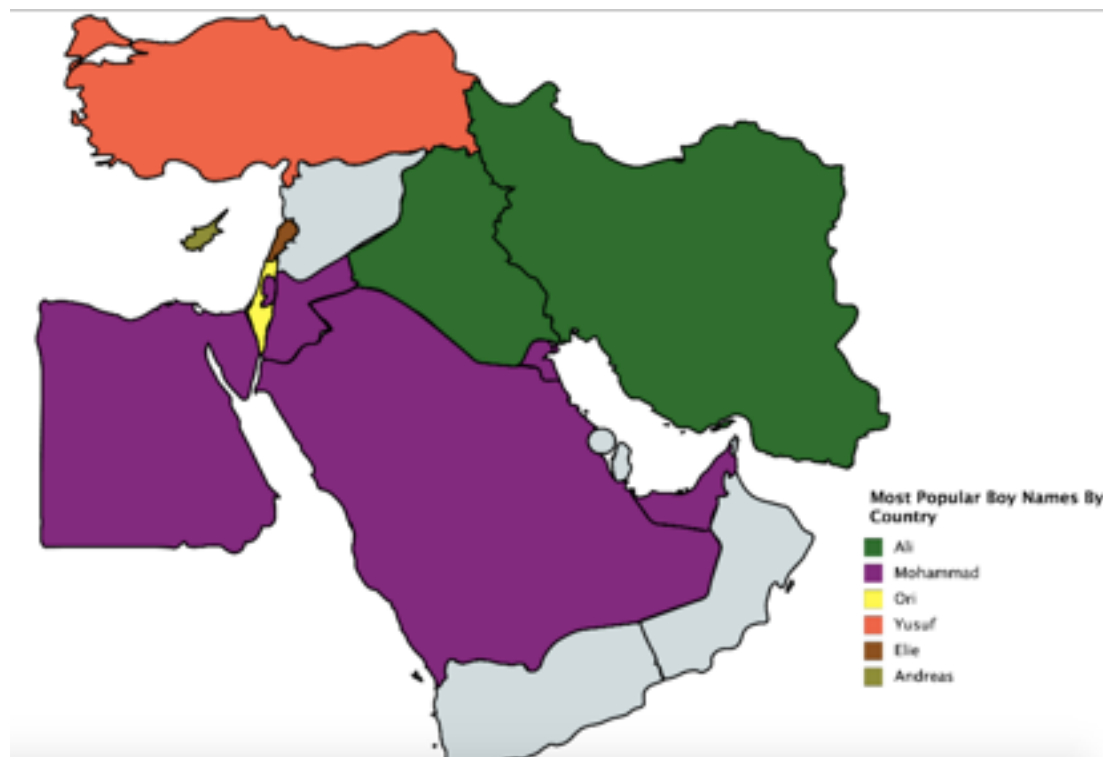 Most Popular Boy Names By
Country
Ali
Mohammad
Ori
Yusuf
Elie
Andreas